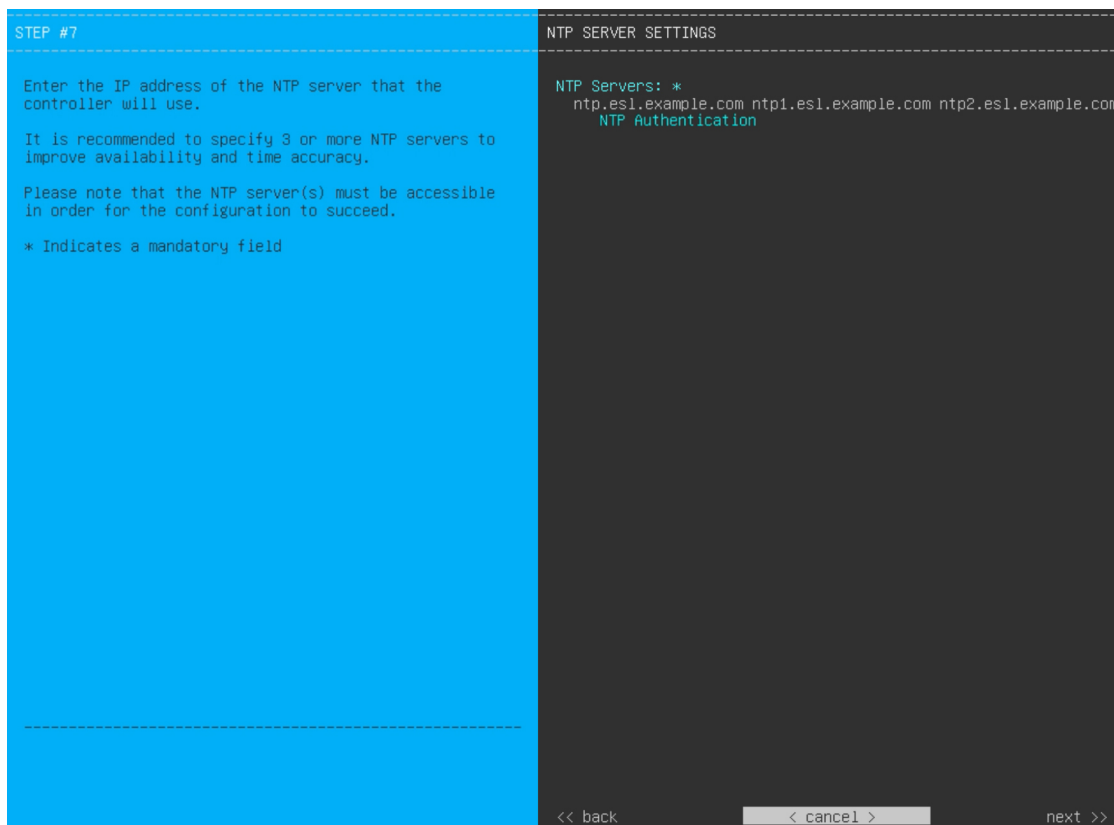 STEP #7
Enter the IP address of the NTP server that the
controller will use.
It is recommended to specify 3 or more NTP servers to
improve availability and time accuracy.
Please note that the NTP server(s) must be accessible
in order for the configuration to succeed.
* Indicates a mandatory field
NTP SERVER SETTINGS
NTP Servers: *
ntp.esl.example.com ntp1.esl.example.com ntp2.esl.example.com
NTP Authentication
<< back
< cancel >
next >>